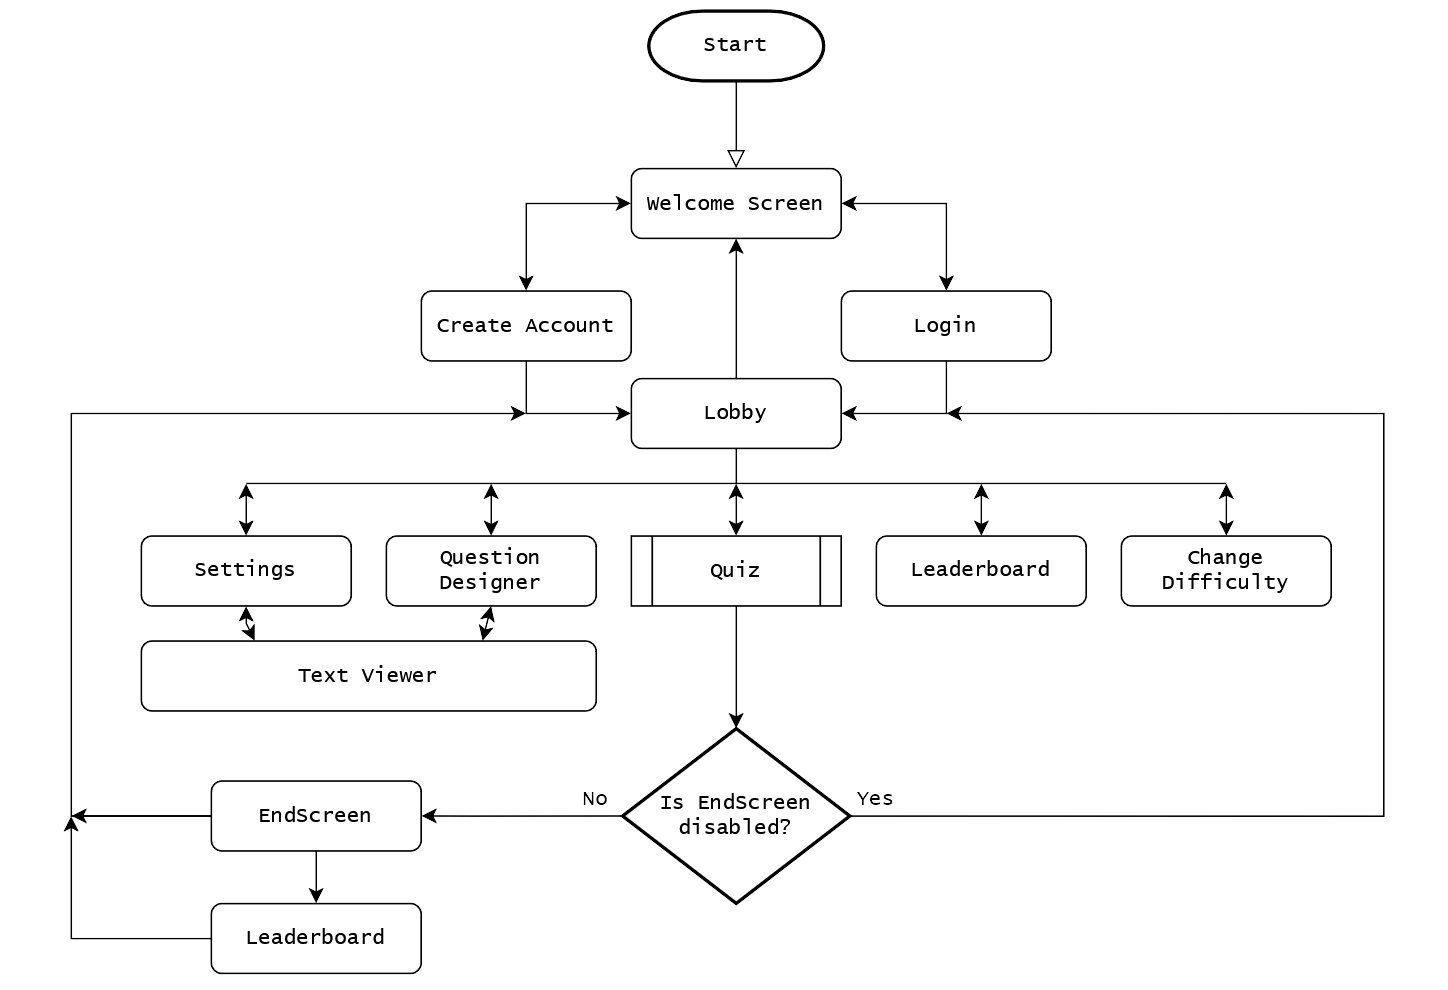 Start
Welcome Screen
Create Account
Login
Lobby
Settings
Question
Designer
Quiz
Leaderboard
Change
Difficulty
Text Viewer
No
Is EndScreen
disabled?
Yes
EndScreen
Leaderboard